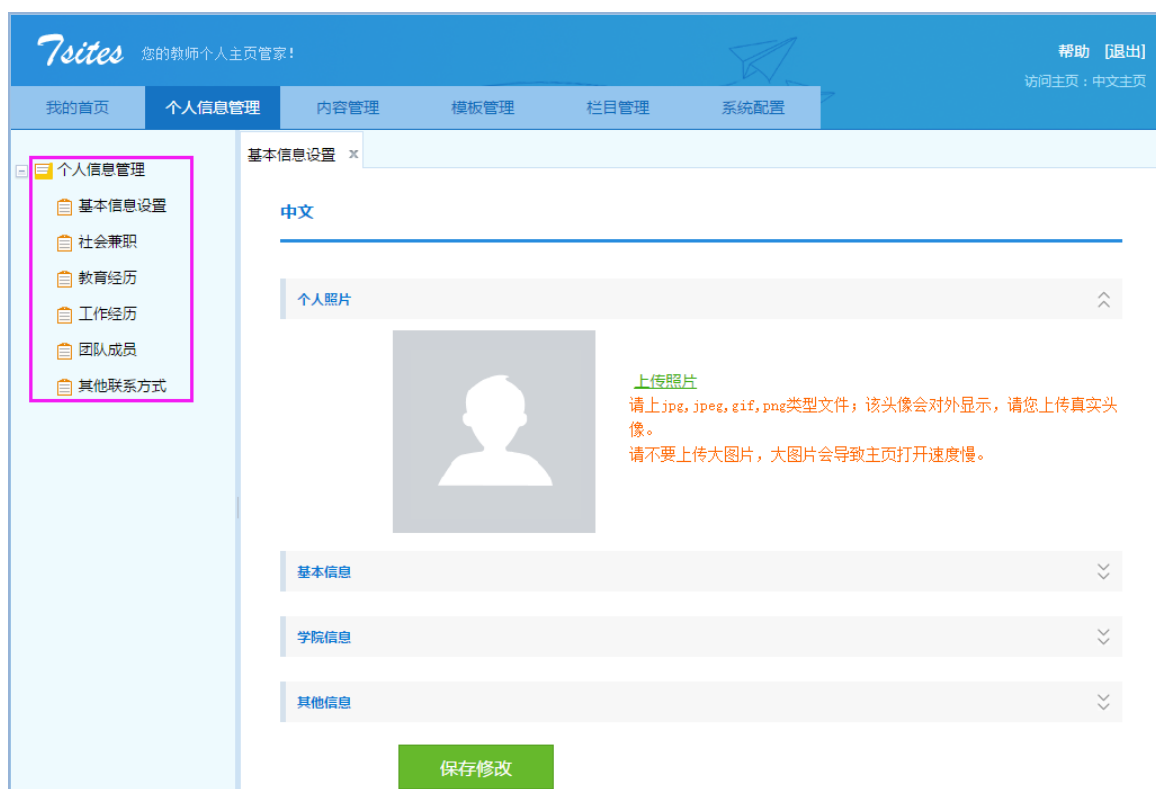 Tsites 您的教师个人主页管家!
帮助 [退出]
访问主页：中文主页
我的首页 个人信息管理 内容管理 模板管理 栏目管理 系统配置
个人信息管理
基本信息设置
社会兼职
教育经历
工作经历
团队成员
其他联系方式
基本信息设置 x
中文
个人照片
上传照片
请上jpg,jpeg,gif,png类型文件；该头像会对外显示，请您上传真实头
像。
请不要上传大图片，大图片会导致主页打开速度慢。
基本信息
学院信息
其他信息
保存修改